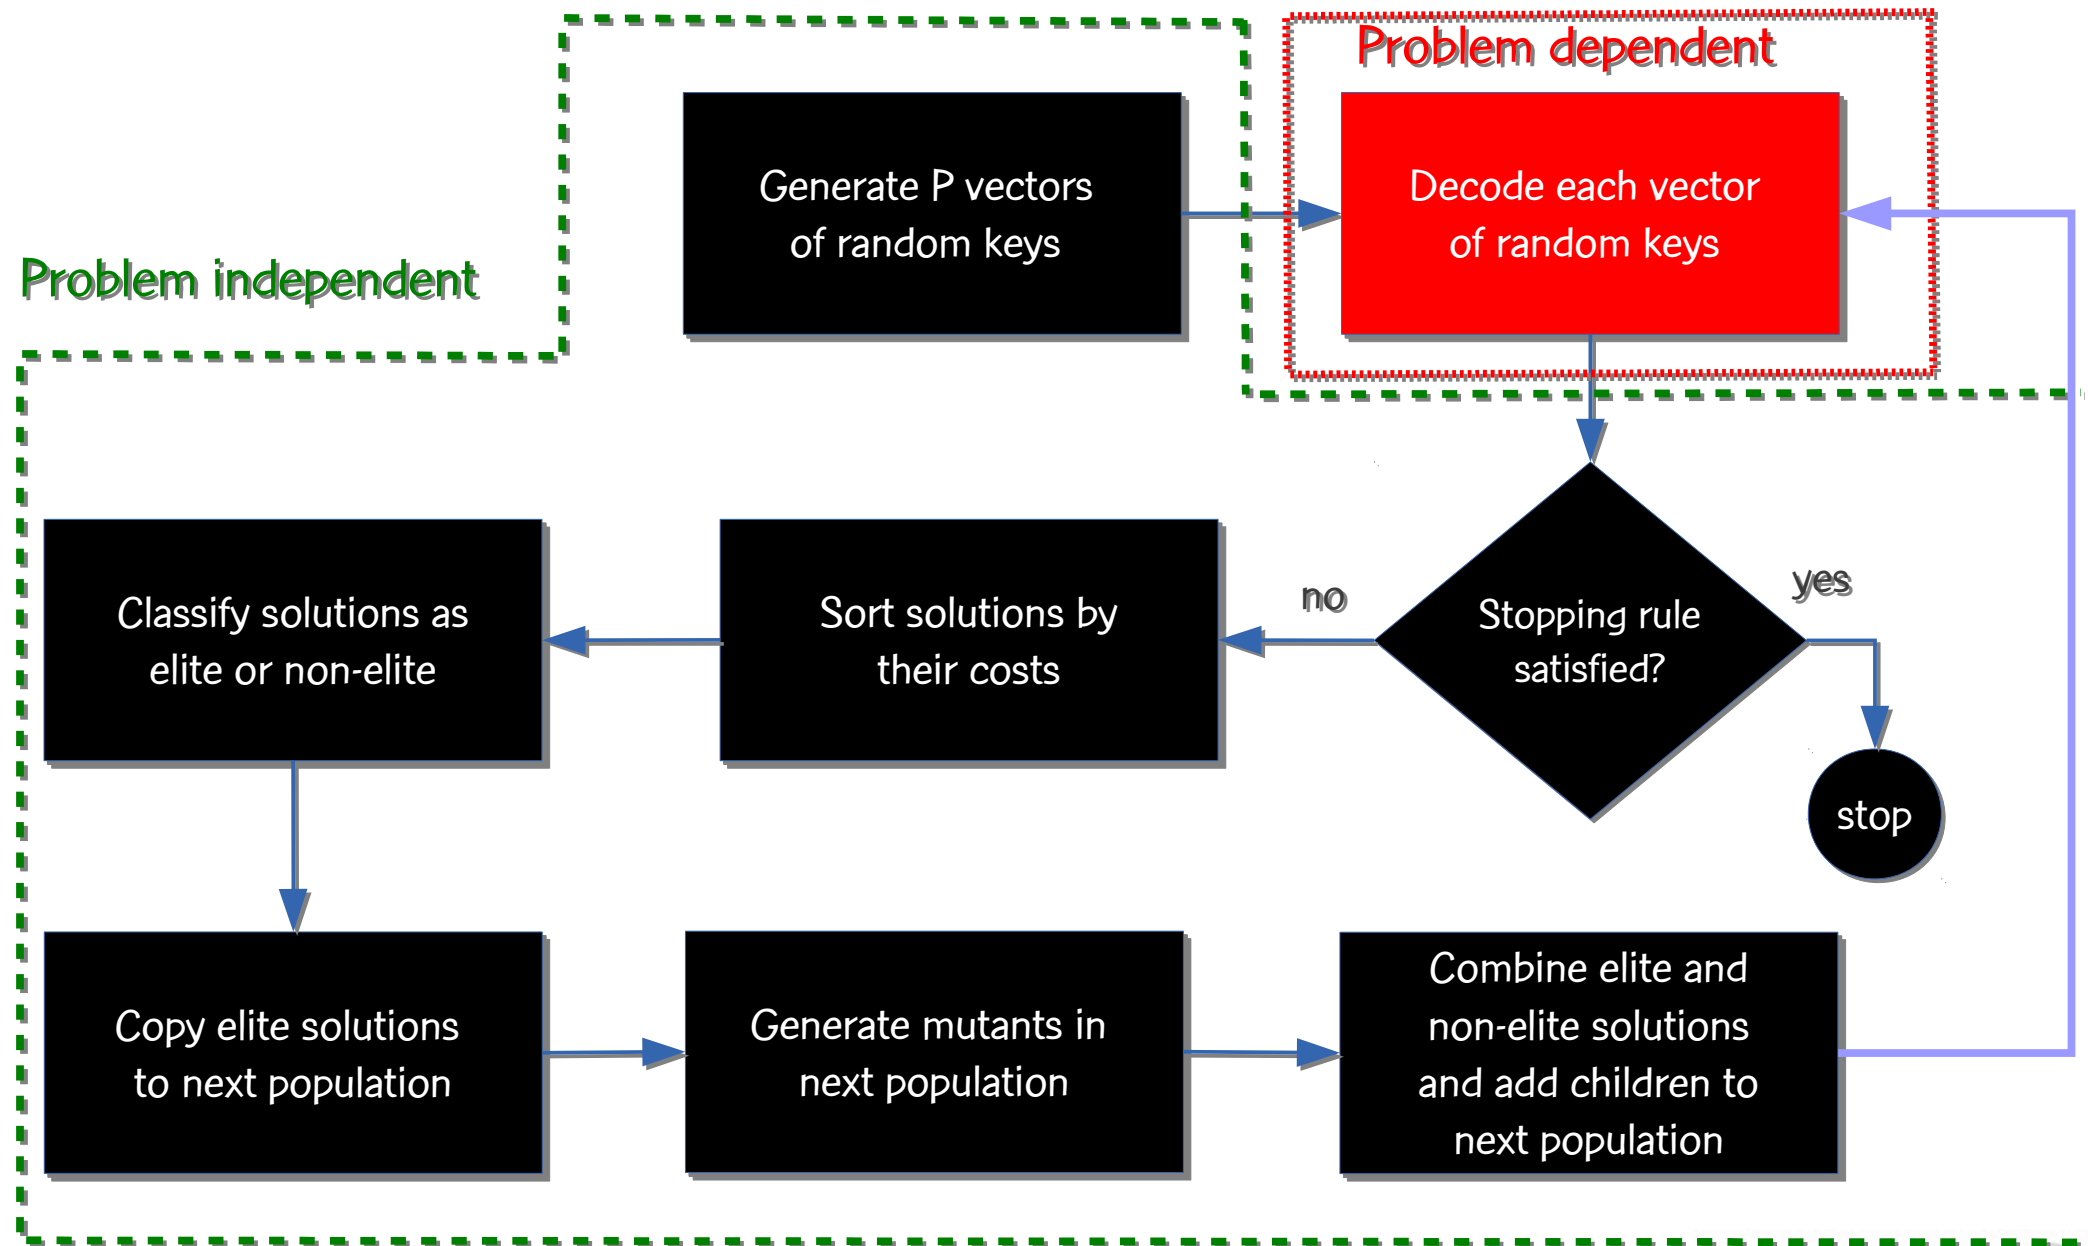 Problem dependent
Generate P vectors
of random keys
Decode each vector
of random keys
Problem independent
Classify solutions as
elite or non-elite
Sort solutions by
their costs
no
Stopping rule
satisfied?
yes
stop
Copy elite solutions
to next population
Generate mutants in
next population
Combine elite and
non-elite solutions
and add children to
next population